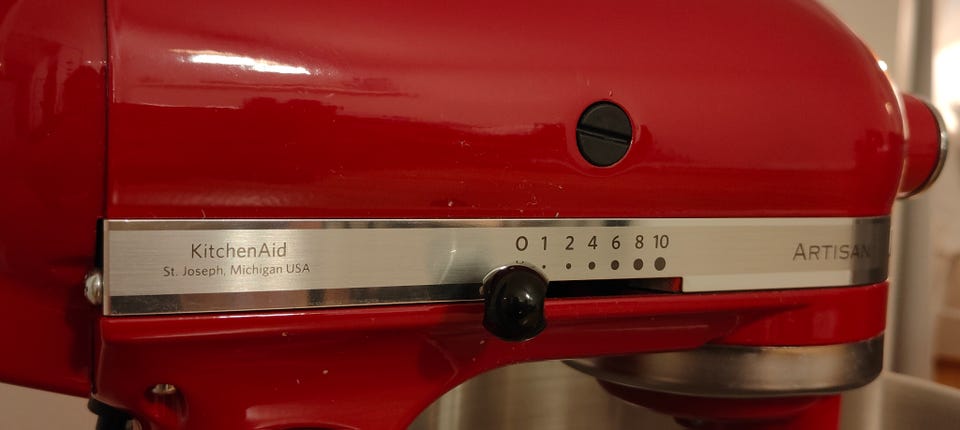 KitchenAid
St. Joseph, Michigan USA
0 1 2 4 6 8 10
ARTISAN